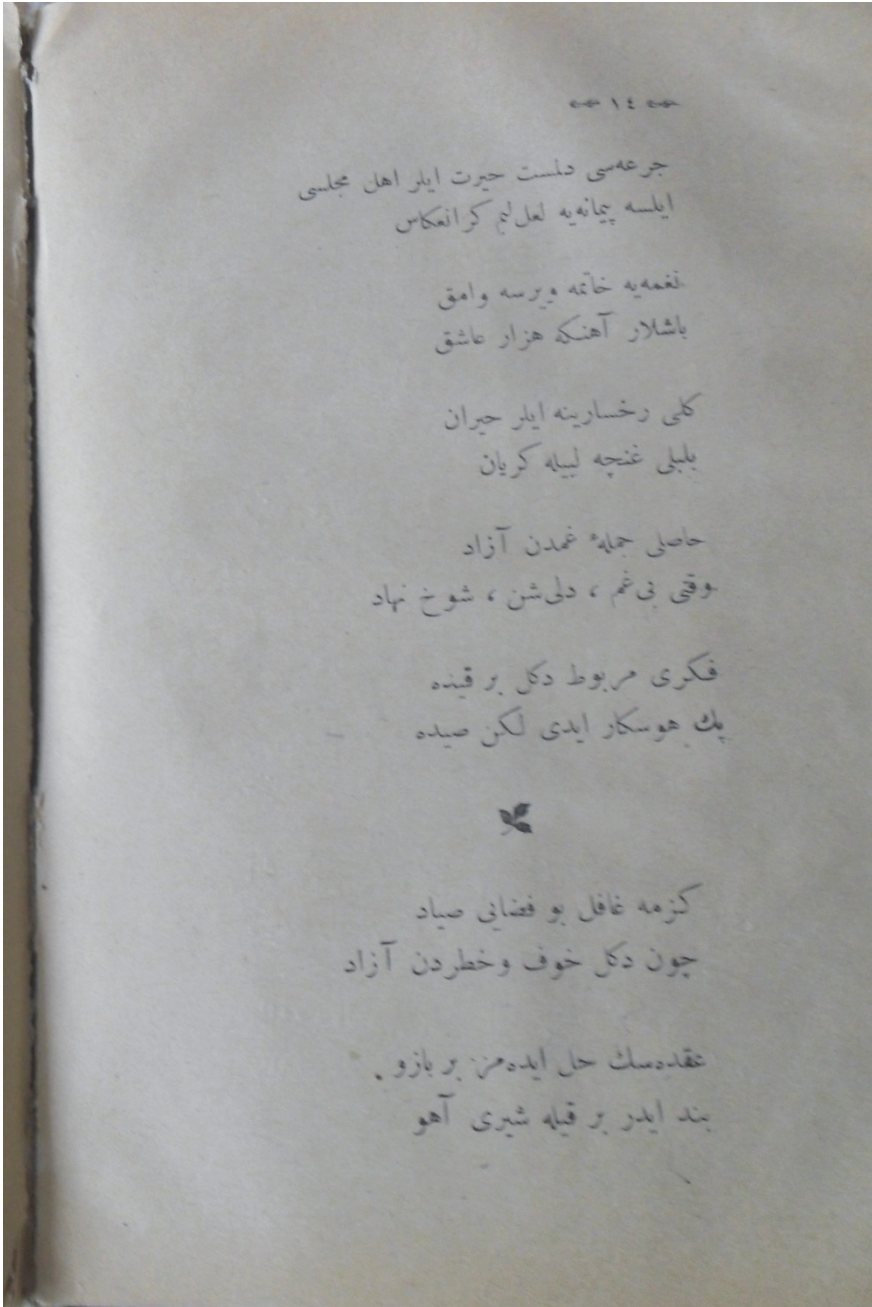 ١٤
جرعه‌سی دلمست حیرت ایلر اهل مجلسی
ایلسه پیمانه‌یه لعل لبم کر انعکاس
نغمه‌یه خاتمه ویرسه وامق
باشلار آهنکه هزار عاشق
کلی رخسارینه ایلر حیران
بلبلی غنچه لبیله کریان
حاصلی جملهٔ غمدن آزاد
وقتی بی‌غم ، دلی‌شن ، شوخ نهاد
فکری مربوط دکل بر قیده
پك هوسکار ایدی لکن صیده
کزمه غافل بو فضایی صیاد
چون دکل خوف و خطردن آزاد
عقده‌سك حل ایده‌مز بر بازو
بند ایدر بر قیله شیری آهو